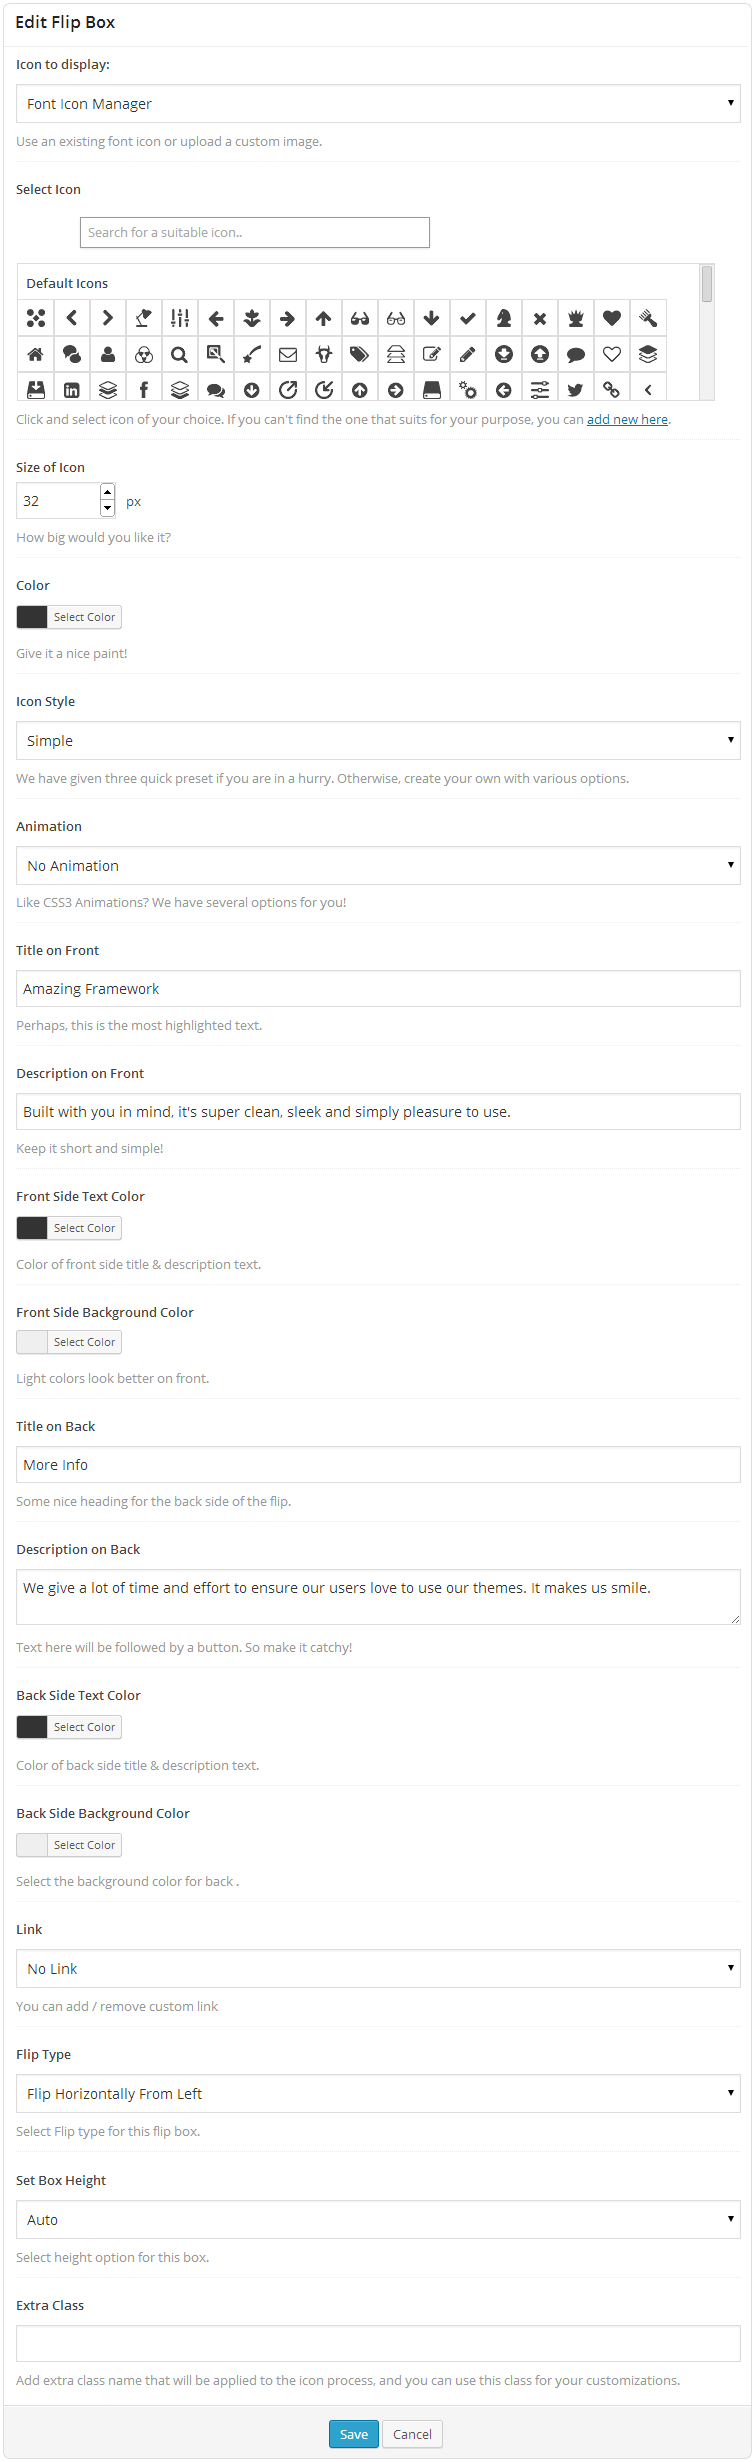 Edit Flip Box
Icon to display:
Font Icon Manager
Use an existing font icon or upload a custom image.
Select Icon
Search for a suitable icon..
Default Icons
Click and select icon of your choice. If you can't find the one that suits for your purpose, you can add new here.
Size of Icon
32 px
How big would you like it?
Color
Select Color
Give it a nice paint!
Icon Style
Simple
We have given three quick preset if you are in a hurry. Otherwise, create your own with various options.
Animation
No Animation
Like CSS3 Animations? We have several options for you!
Title on Front
Amazing Framework
Perhaps, this is the most highlighted text.
Description on Front
Built with you in mind, it's super clean, sleek and simply pleasure to use.
Keep it short and simple!
Front Side Text Color
Select Color
Color of front side title & description text.
Front Side Background Color
Select Color
Light colors look better on front.
Title on Back
More Info
Some nice heading for the back side of the flip.
Description on Back
We give a lot of time and effort to ensure our users love to use our themes. It makes us smile.
Text here will be followed by a button. So make it catchy!
Back Side Text Color
Select Color
Color of back side title & description text.
Back Side Background Color
Select Color
Select the background color for back .
Link
No Link
You can add / remove custom link
Flip Type
Flip Horizontally From Left
Select Flip type for this flip box.
Set Box Height
Auto
Select height option for this box.
Extra Class
Add extra class name that will be applied to the icon process, and you can use this class for your customizations.
Save Cancel